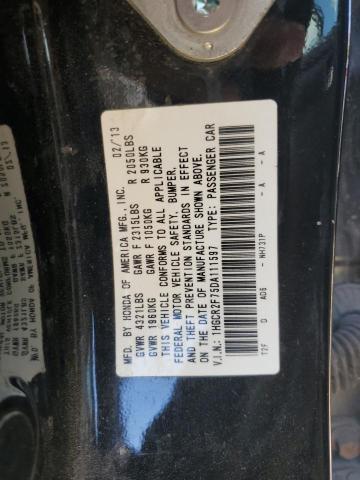 MFD. BY HONDA OF AMERICA MFG., INC. 02/13
GVWR 4321LBS GAWR F 2315LBS R 2050LBS
GVWR 1960KG GAWR F 1050KG R 930KG
THIS VEHICLE CONFORMS TO ALL APPLICABLE
FEDERAL MOTOR VEHICLE SAFETY, BUMPER,
AND THEFT PREVENTION STANDARDS IN EFFECT
ON THE DATE OF MANUFACTURE SHOWN ABOVE.
V.I.N.: 1HGCR2F75DA111597 TYPE: PASSENGER CAR
T2F D AO6 - NH731P - A - A